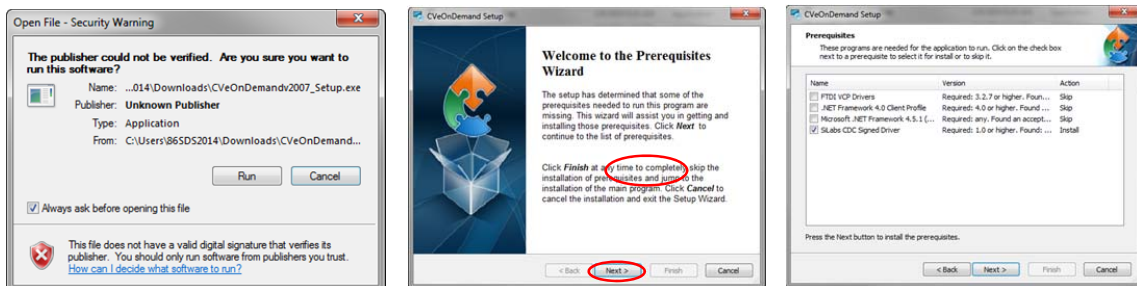 Open File - Security Warning
The publisher could not be verified. Are you sure you want to
run this software?
Name: ...014\Downloads\CVeOnDemandv2007_Setup.exe
Publisher: Unknown Publisher
Type: Application
From: C:\Users\86SDS2014\Downloads\CVeOnDemand...
Run Cancel
Always ask before opening this file
This file does not have a valid digital signature that verifies its
publisher. You should only run software from publishers you trust.
How can I decide what software to run?
CVeOnDemand Setup
Welcome to the Prerequisites
Wizard
The setup has determined that some of the
prerequisites needed to run this program are
missing. This wizard will assist you in getting and
installing those prerequisites. Click Next to
continue to the list of prerequisites.
Click Finish at any time to completely skip the
installation of prerequisites and jump to the
installation of the main program. Click Cancel to
cancel the installation and exit the Setup Wizard.
< Back Next > Finish Cancel
CVeOnDemand Setup
Prerequisites
These programs are needed for the application to run. Click on the check box
next to a prerequisite to select it for install or to skip it.
Name Version Action
FTDI VCP Drivers Required: 3.2.7 or higher. Foun... Skip
.NET Framework 4.0 Client Profile Required: 4.0 or higher. Found ... Skip
Microsoft .NET Framework 4.5.1 (... Required: any. Found an accept... Skip
SiLabs CDC Signed Driver Required: 1.0 or higher. Found: ... Install
Press the Next button to install the prerequisites.
< Back Next > Finish Cancel